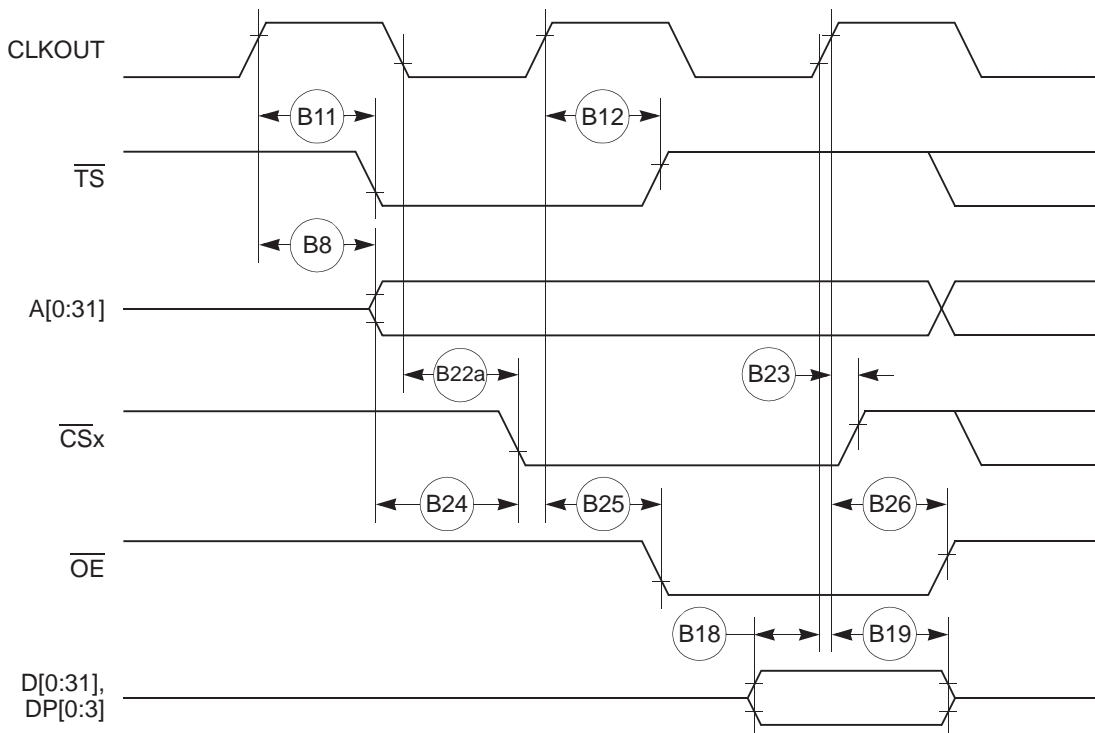 CLKOUT
B11
B12
TS
B8
A[0:31]
B22a
B23
CSx
B24
B25
B26
OE
B18
B19
D[0:31],
DP[0:3]